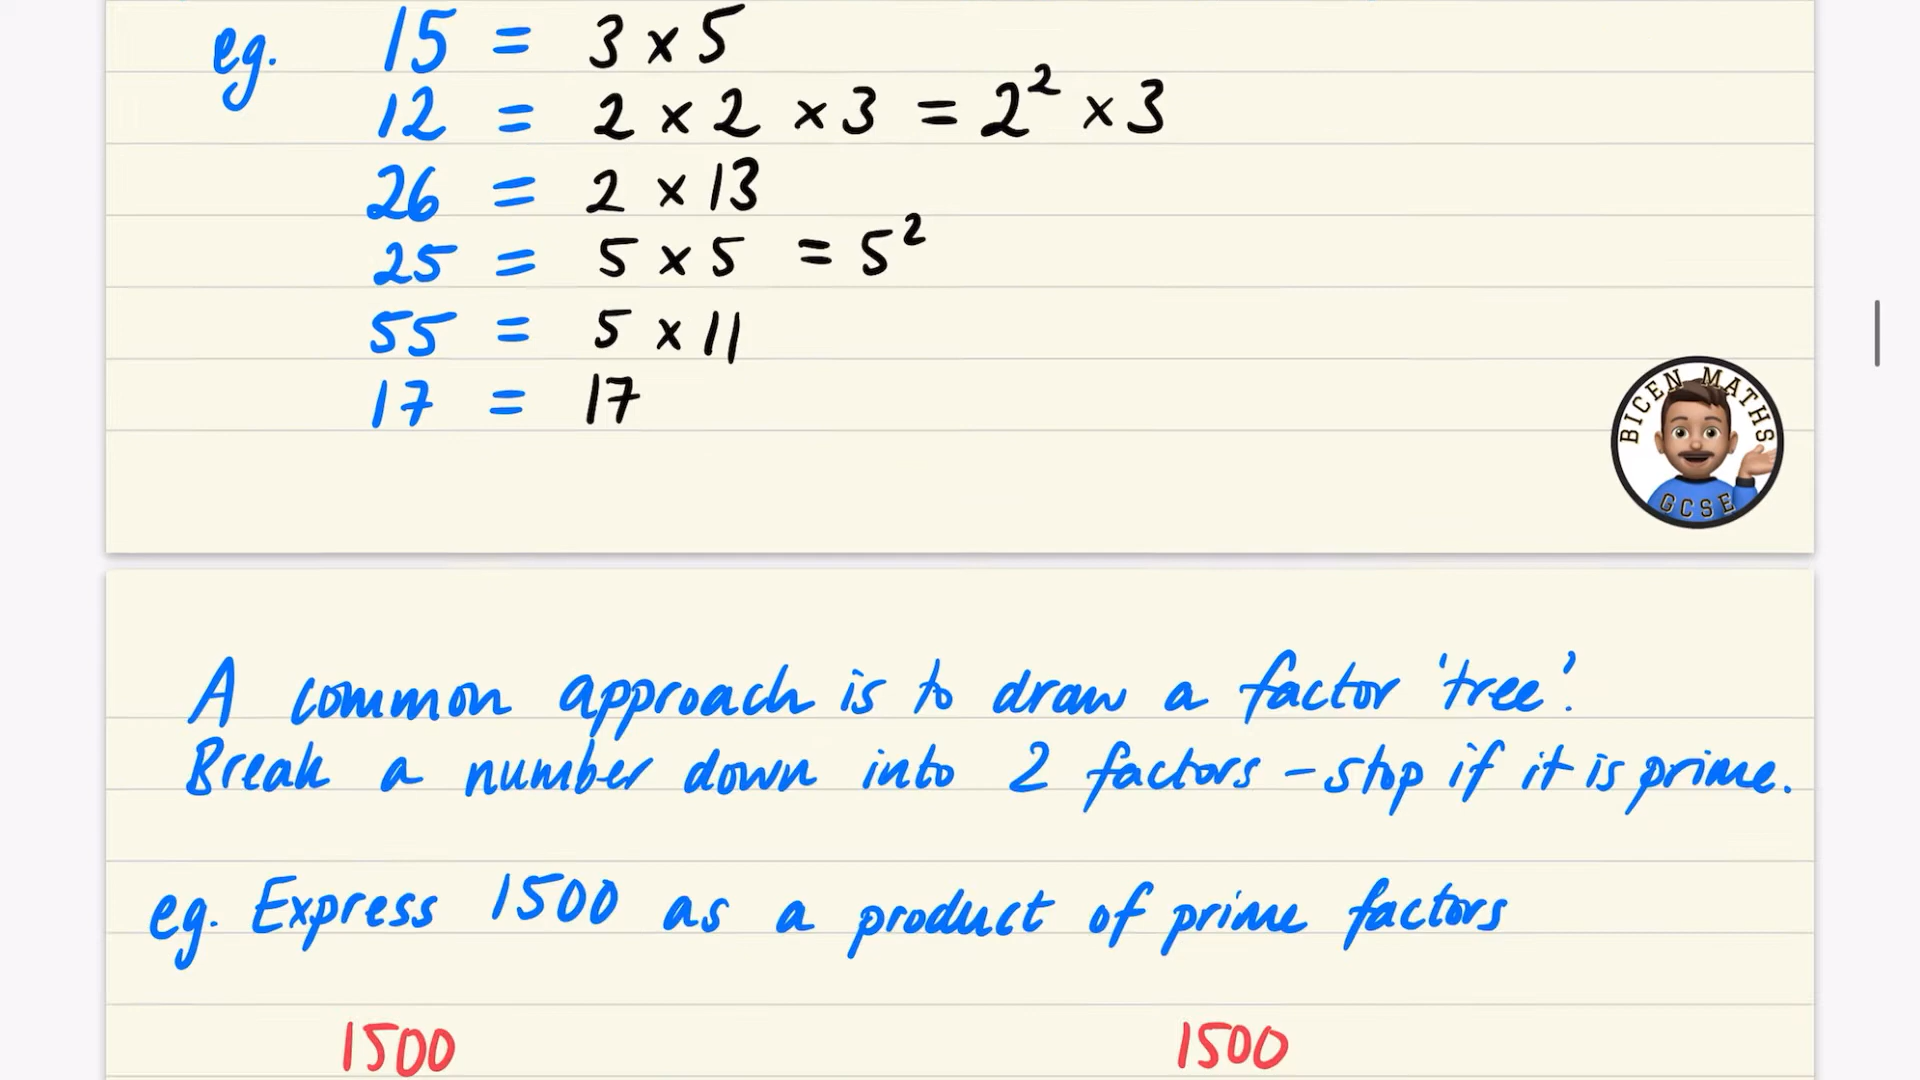 eg. 15 = 3 × 5
12 = 2 × 2 × 3 = 2² × 3
26 = 2 × 13
25 = 5 × 5 = 5²
55 = 5 × 11
17 = 17
BICEN MATHS
GCSE
A common approach is to draw a factor 'tree'.
Break a number down into 2 factors – stop if it is prime.
eg. Express 1500 as a product of prime factors
1500 1500